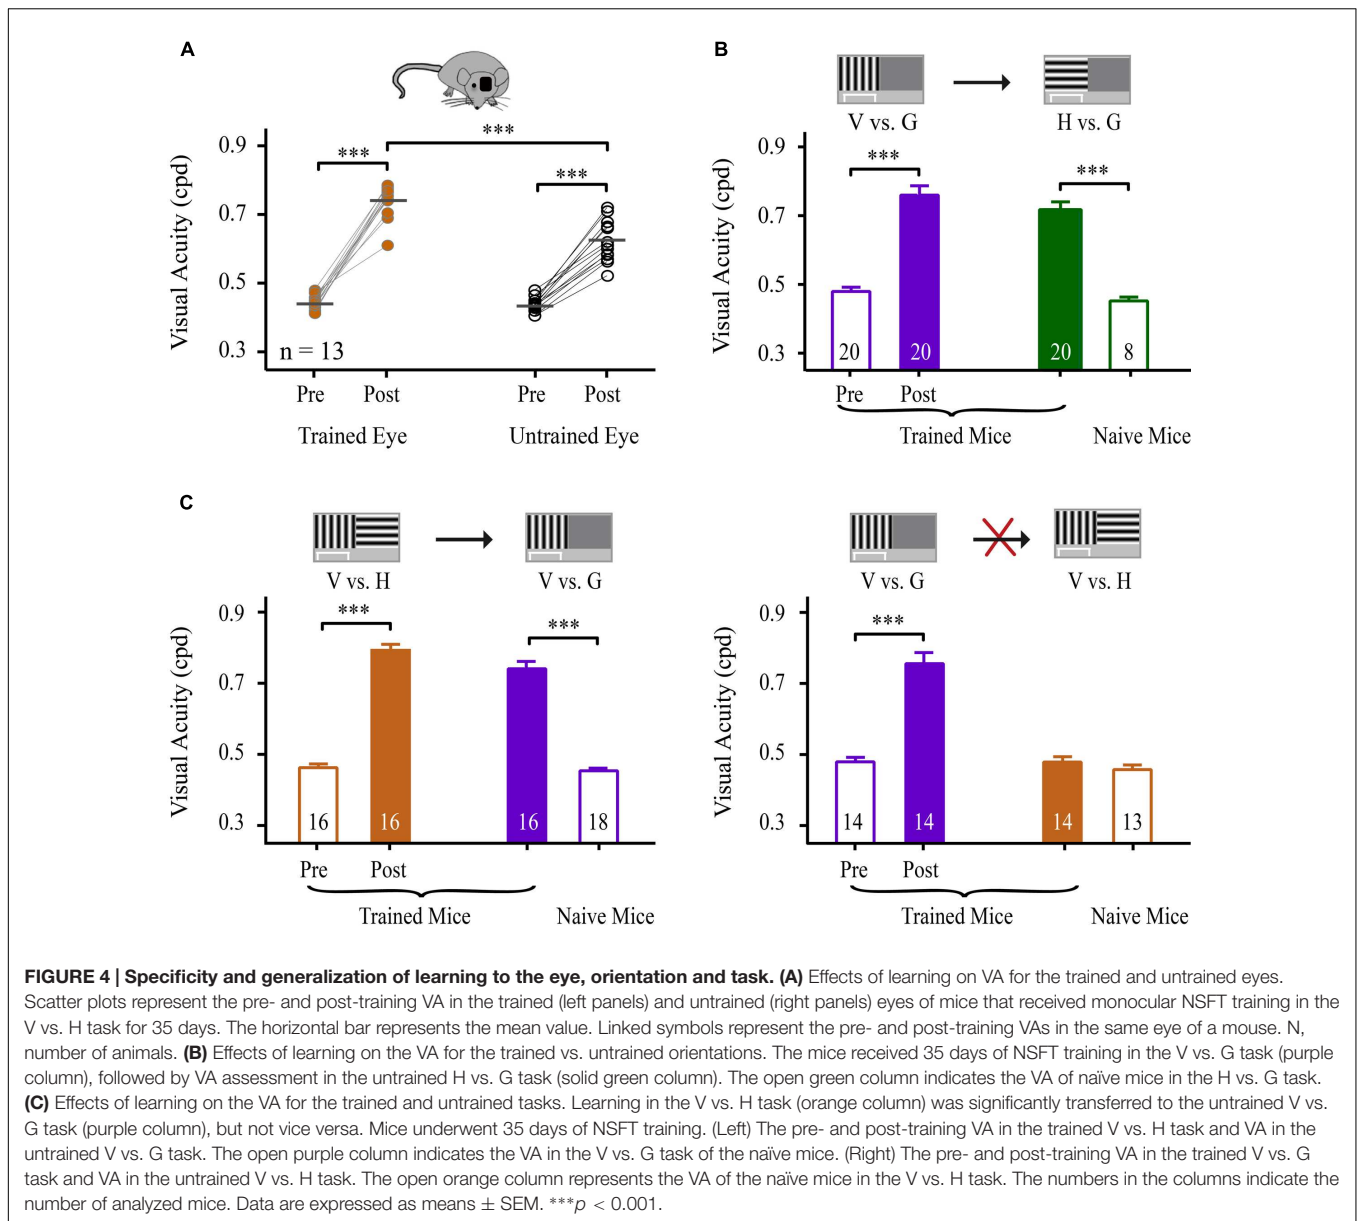 A
***
***
***
0.9
0.7
0.5
0.3
Visual Acuity (cpd)
n = 13
Pre
Post
Pre
Post
Trained Eye
Untrained Eye
B
V vs. G
H vs. G
***
***
0.9
0.7
0.5
0.3
Visual Acuity (cpd)
20
20
20
8
Pre
Post
Trained Mice
Naive Mice
C
V vs. H
V vs. G
***
***
0.9
0.7
0.5
0.3
Visual Acuity (cpd)
16
16
16
18
Pre
Post
Trained Mice
Naive Mice
V vs. G
V vs. H
***
0.9
0.7
0.5
0.3
Visual Acuity (cpd)
14
14
14
13
Pre
Post
Trained Mice
Naive Mice
FIGURE 4 | Specificity and generalization of learning to the eye, orientation and task. (A) Effects of learning on VA for the trained and untrained eyes.
Scatter plots represent the pre- and post-training VA in the trained (left panels) and untrained (right panels) eyes of mice that received monocular NSFT training in the
V vs. H task for 35 days. The horizontal bar represents the mean value. Linked symbols represent the pre- and post-training VAs in the same eye of a mouse. N,
number of animals. (B) Effects of learning on the VA for the trained vs. untrained orientations. The mice received 35 days of NSFT training in the V vs. G task (purple
column), followed by VA assessment in the untrained H vs. G task (solid green column). The open green column indicates the VA of naïve mice in the H vs. G task.
(C) Effects of learning on the VA for the trained and untrained tasks. Learning in the V vs. H task (orange column) was significantly transferred to the untrained V vs.
G task (purple column), but not vice versa. Mice underwent 35 days of NSFT training. (Left) The pre- and post-training VA in the trained V vs. H task and VA in the
untrained V vs. G task. The open purple column indicates the VA in the V vs. G task of the naïve mice. (Right) The pre- and post-training VA in the trained V vs. G
task and VA in the untrained V vs. H task. The open orange column represents the VA of the naïve mice in the V vs. H task. The numbers in the columns indicate the
number of analyzed mice. Data are expressed as means ± SEM. ***p < 0.001.